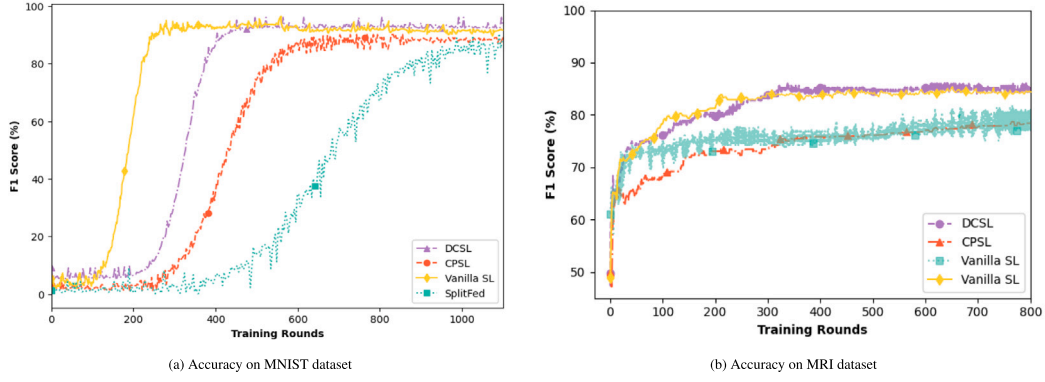 100
80
60
40
20
0
F1 Score (%)
0 200 400 600 800 1000
Training Rounds
DCSL
CPSL
Vanilla SL
SplitFed
(a) Accuracy on MNIST dataset
100
90
80
70
60
50
F1 Score (%)
0 100 200 300 400 500 600 700 800
Training Rounds
DCSL
CPSL
Vanilla SL
Vanilla SL
(b) Accuracy on MRI dataset